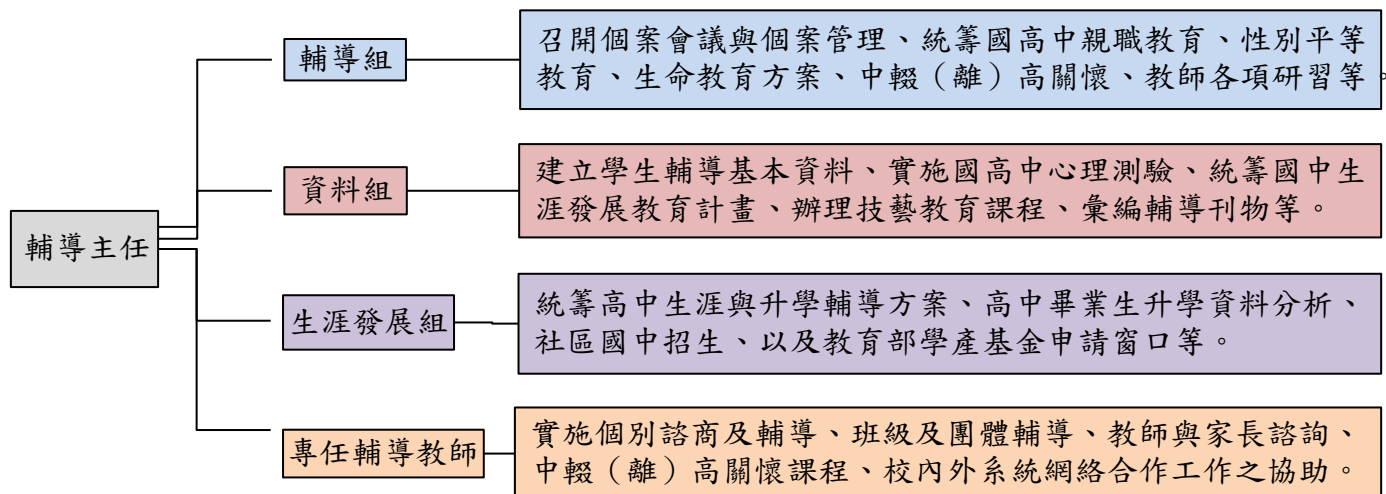 輔導主任
輔導組
召開個案會議與個案管理、統籌國高中親職教育、性別平等
教育、生命教育方案、中輟（離）高關懷、教師各項研習等。
資料組
建立學生輔導基本資料、實施國高中心理測驗、統籌國中生
涯發展教育計畫、辦理技藝教育課程、彙編輔導刊物等。
生涯發展組
統籌高中生涯與升學輔導方案、高中畢業生升學資料分析、
社區國中招生、以及教育部學產基金申請窗口等。
專任輔導教師
實施個別諮商及輔導、班級及團體輔導、教師與家長諮詢、
中輟（離）高關懷課程、校內外系統網絡合作工作之協助。